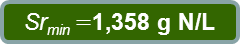 Sr_min =1,358 g N/L